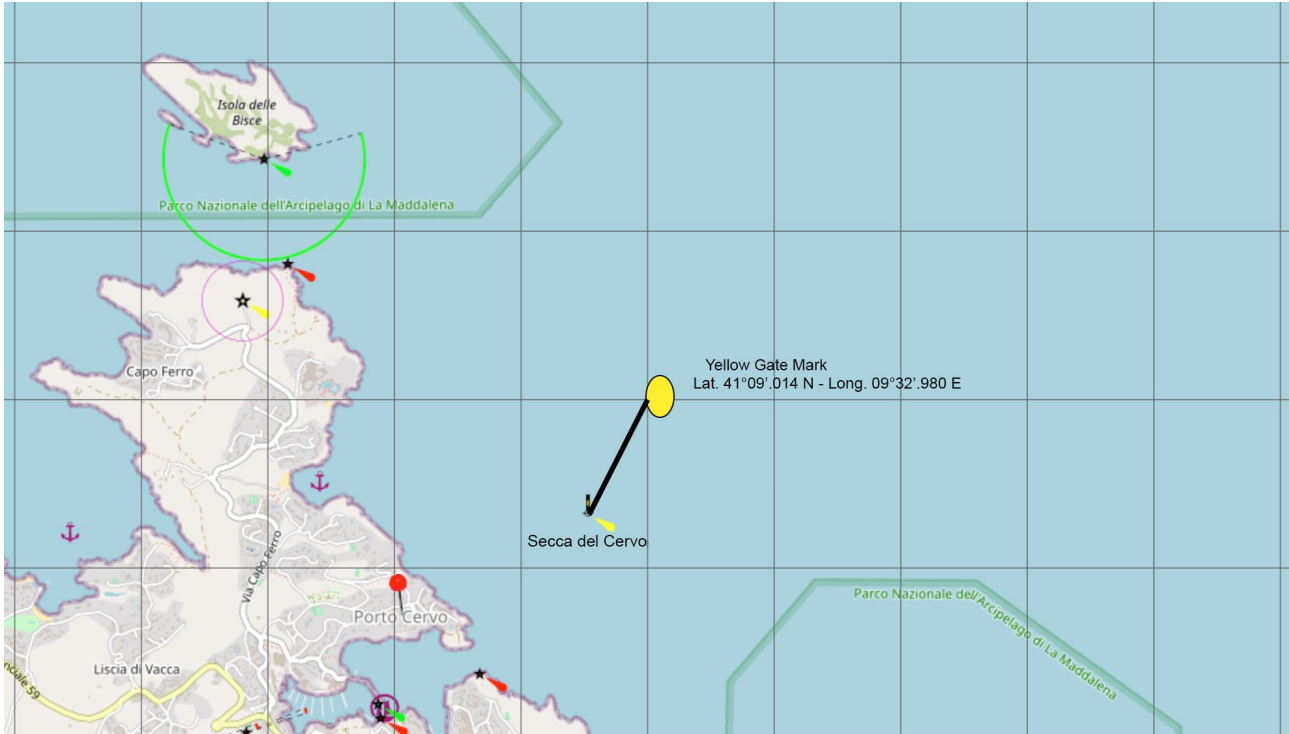 Isola delle
Bisce
Parco Nazionale dell'Arcipelago di La Maddalena
Yellow Gate Mark
Lat. 41°09'.014 N - Long. 09°32'.980 E
Capo Ferro
Secca del Cervo
Via Capo Ferro
Parco Nazionale dell'Arcipelago di La Maddalena
Porto Cervo
Liscia di Vacca
nciale 59